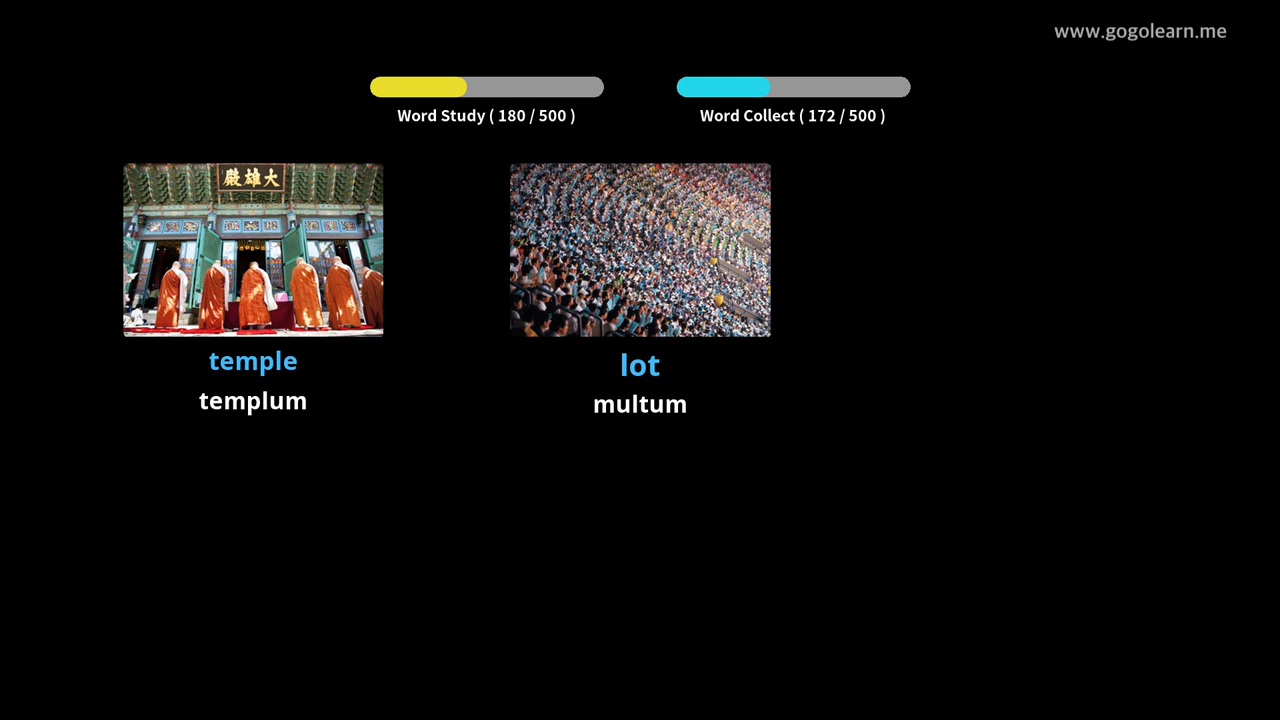 www.gogolearn.me
Word Study ( 180 / 500 )
Word Collect ( 172 / 500 )
殿雄大
temple
templum
lot
multum